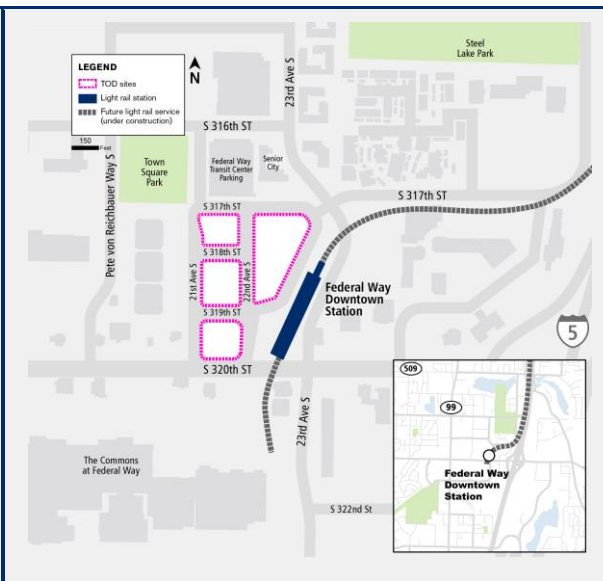 Steel
Lake Park
LEGEND
TOD sites
Light rail station
Future light rail service
(under construction)
150
Feet
N
23rd Ave S
S 316th ST
Pete von Reichbauer Way S
Town
Square
Park
Federal Way
Transit Center
Parking
Senior
City
S 317th ST
S 317th ST
S 318th ST
21st Ave S
22nd Ave S
S 319th ST
Federal Way
Downtown
Station
5
S 320th ST
23rd Ave S
The Commons
at Federal Way
S 322nd St
509
99
Federal Way
Downtown
Station